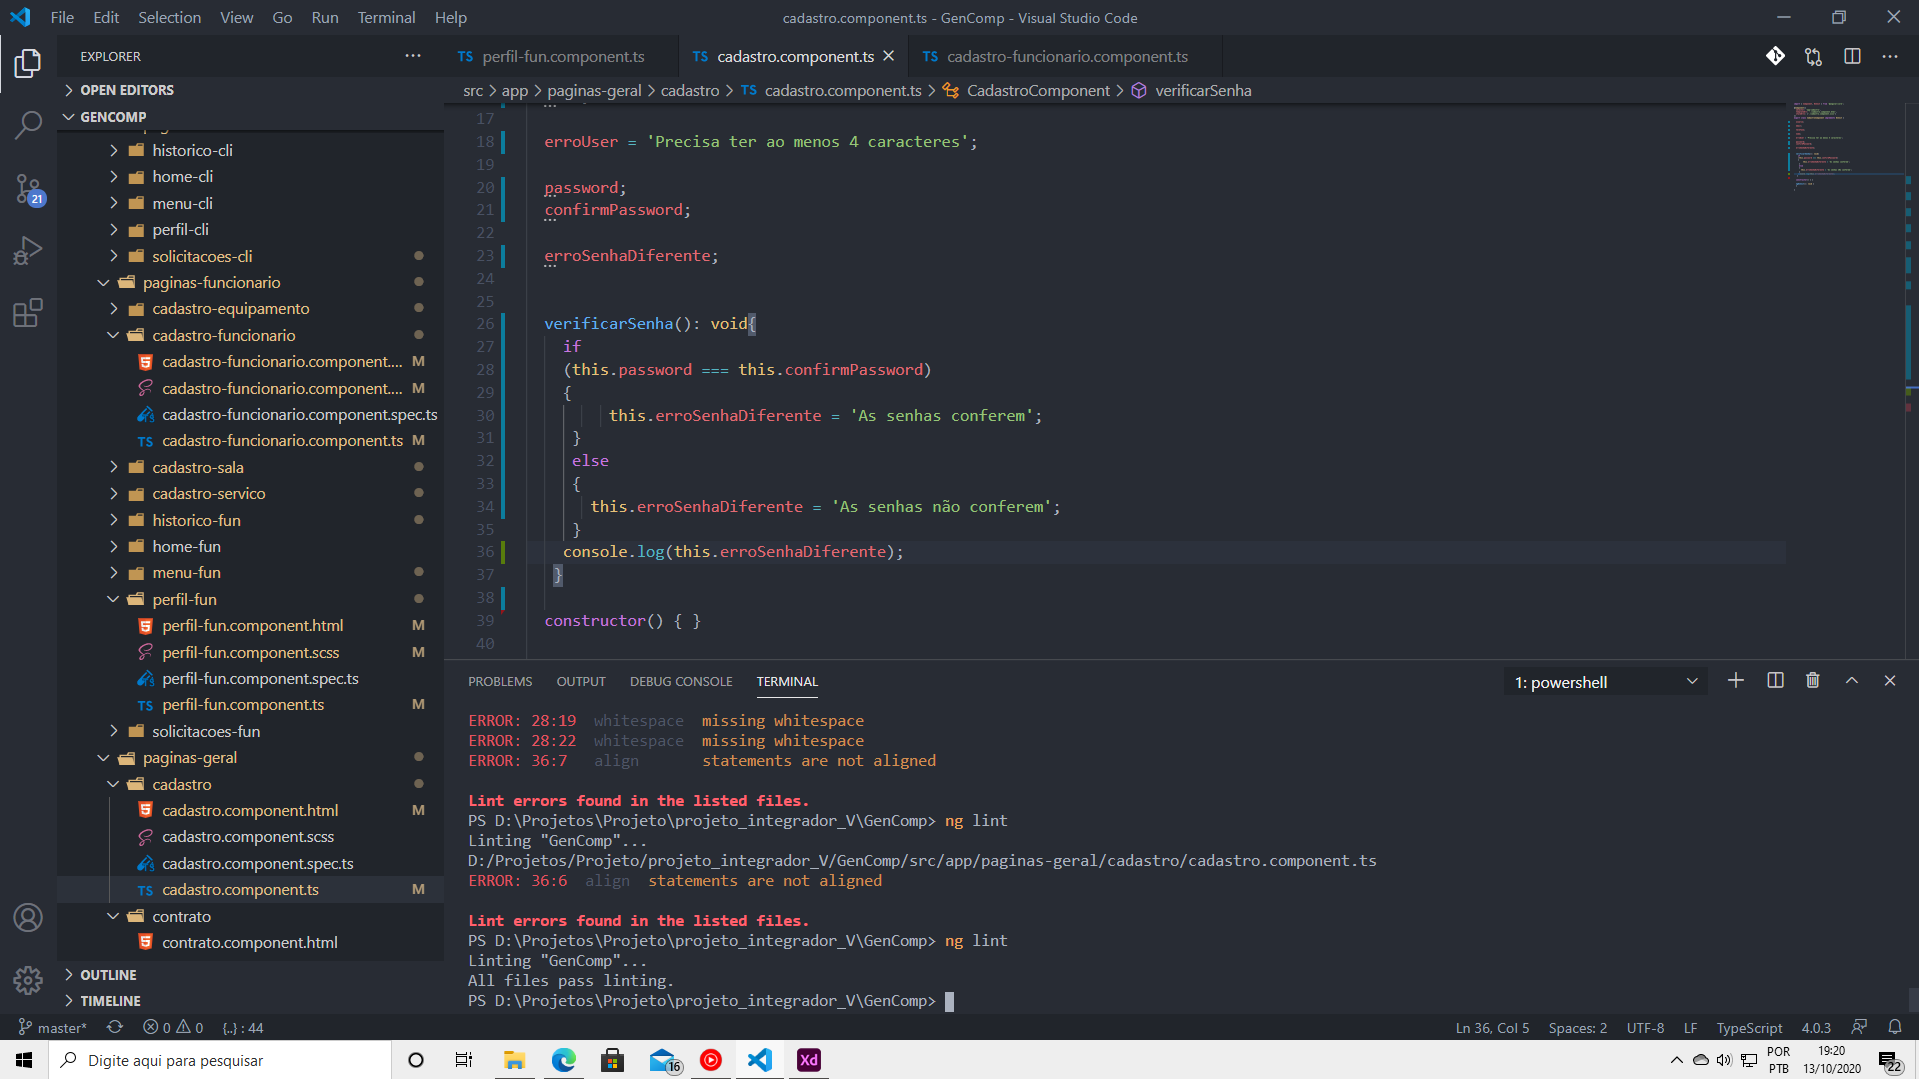 File Edit Selection View Go Run Terminal Help
cadastro.component.ts - GenComp - Visual Studio Code
EXPLORER
TS perfil-fun.component.ts
TS cadastro.component.ts
TS cadastro-funcionario.component.ts
OPEN EDITORS
src > app > paginas-geral > cadastro > TS cadastro.component.ts > CadastroComponent > verificarSenha
GENCOMP
historico-cli
home-cli
menu-cli
perfil-cli
solicitacoes-cli
paginas-funcionario
cadastro-equipamento
cadastro-funcionario
cadastro-funcionario.component.... M
cadastro-funcionario.component.... M
cadastro-funcionario.component.spec.ts
TS cadastro-funcionario.component.ts M
cadastro-sala
cadastro-servico
historico-fun
home-fun
menu-fun
perfil-fun
perfil-fun.component.html M
perfil-fun.component.scss M
perfil-fun.component.spec.ts
TS perfil-fun.component.ts M
solicitacoes-fun
paginas-geral
cadastro
cadastro.component.html M
cadastro.component.scss
cadastro.component.spec.ts
TS cadastro.component.ts M
contrato
contrato.component.html
OUTLINE
TIMELINE
21
17
18 erroUser = 'Precisa ter ao menos 4 caracteres';
19
20 password;
21 confirmPassword;
22
23 erroSenhaDiferente;
24
25
26 verificarSenha(): void{
27 if
28 (this.password === this.confirmPassword)
29 {
30 this.erroSenhaDiferente = 'As senhas conferem';
31 }
32 else
33 {
34 this.erroSenhaDiferente = 'As senhas não conferem';
35 }
36 console.log(this.erroSenhaDiferente);
37 }
38
39 constructor() { }
40
PROBLEMS OUTPUT DEBUG CONSOLE TERMINAL
1: powershell
ERROR: 28:19 whitespace missing whitespace
ERROR: 28:22 whitespace missing whitespace
ERROR: 36:7 align statements are not aligned
Lint errors found in the listed files.
PS D:\Projetos\Projeto\projeto_integrador_V\GenComp> ng lint
Linting "GenComp"...
D:/Projetos/Projeto/projeto_integrador_V/GenComp/src/app/paginas-geral/cadastro/cadastro.component.ts
ERROR: 36:6 align statements are not aligned
Lint errors found in the listed files.
PS D:\Projetos\Projeto\projeto_integrador_V\GenComp> ng lint
Linting "GenComp"...
All files pass linting.
PS D:\Projetos\Projeto\projeto_integrador_V\GenComp>
master* 0 0 {..} : 44
Ln 36, Col 5 Spaces: 2 UTF-8 LF TypeScript 4.0.3
Digite aqui para pesquisar
16
Xd
POR
PTB
19:20
13/10/2020
22